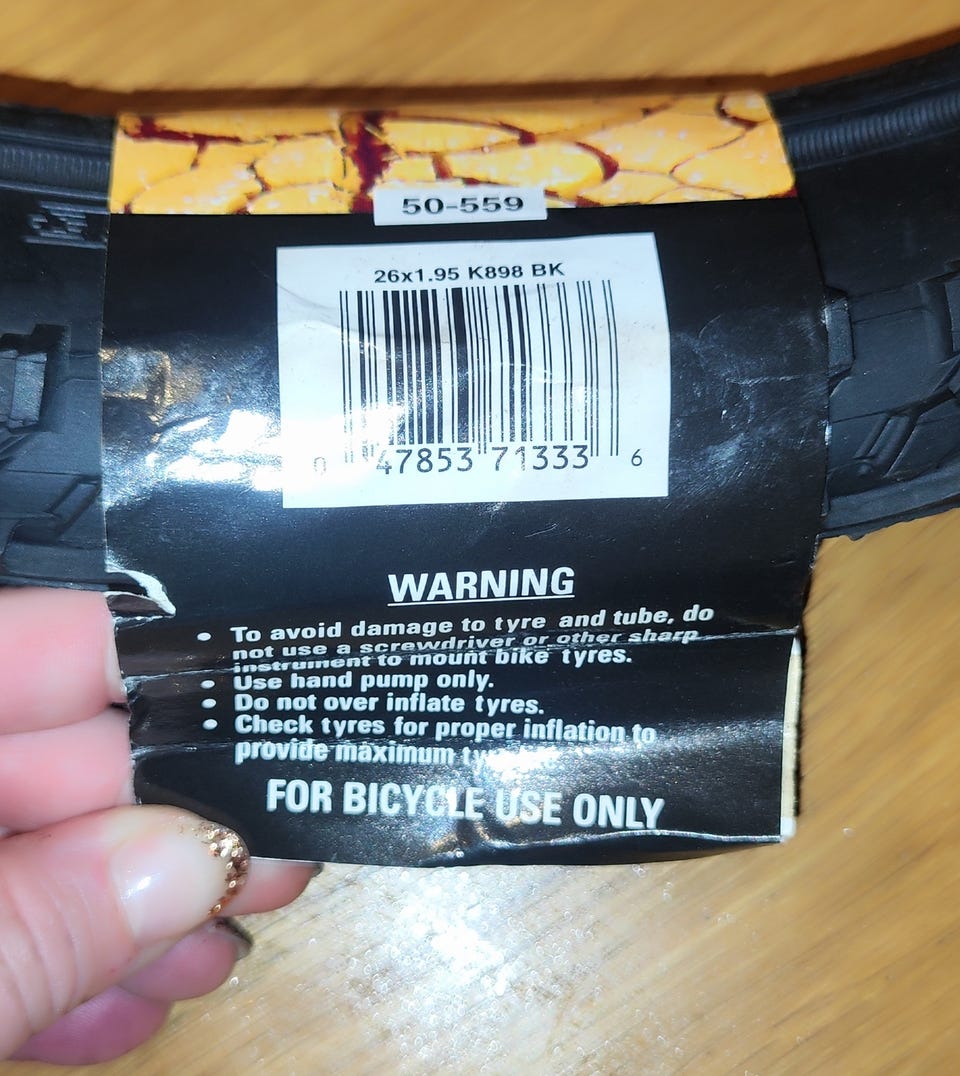 50-559
26x1.95 K898 BK
0 47853 71333 6
WARNING
• To avoid damage to tyre and tube, do
not use a screwdriver or other sharp
instrument to mount bike tyres.
• Use hand pump only.
• Do not over inflate tyres.
• Check tyres for proper inflation to
provide maximum
FOR BICYCLE USE ONLY